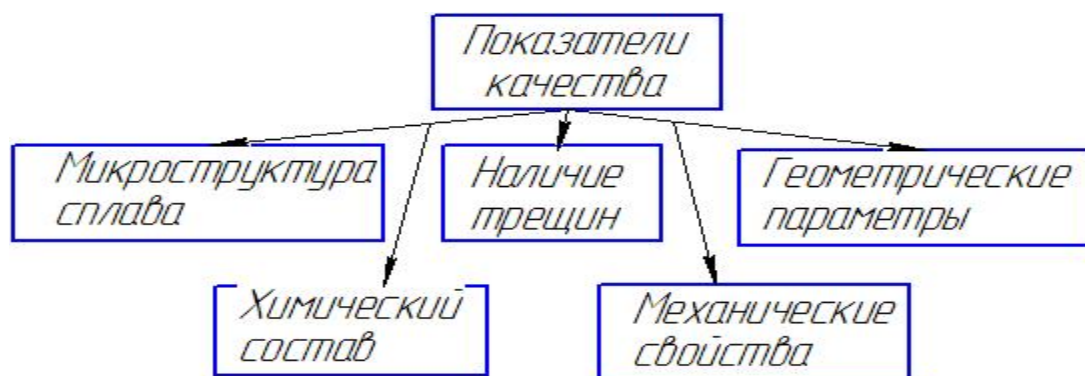 Показатели
качества
Микроструктура
сплава
Наличие
трещин
Геометрические
параметры
Химический
состав
Механические
свойства